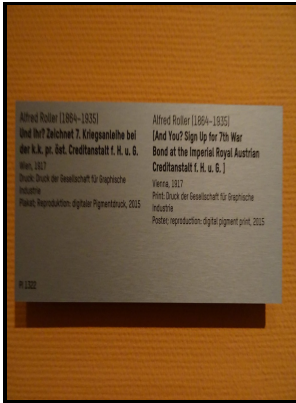 Alfred Roller (1864–1935)
Und Ihr? Zeichnet 7. Kriegsanleihe bei
der k.k. pr. öst. Creditanstalt f. H. u. G.
Wien, 1917
Druck: Druck der Gesellschaft für Graphische
Industrie
Plakat; Reproduktion: digitaler Pigmentdruck, 2015
Alfred Roller (1864–1935)
[And You? Sign Up for 7th War
Bond at the Imperial Royal Austrian
Creditanstalt f. H. u. G. ]
Vienna, 1917
Print: Druck der Gesellschaft für Graphische
Industrie
Poster; reproduction: digital pigment print, 2015